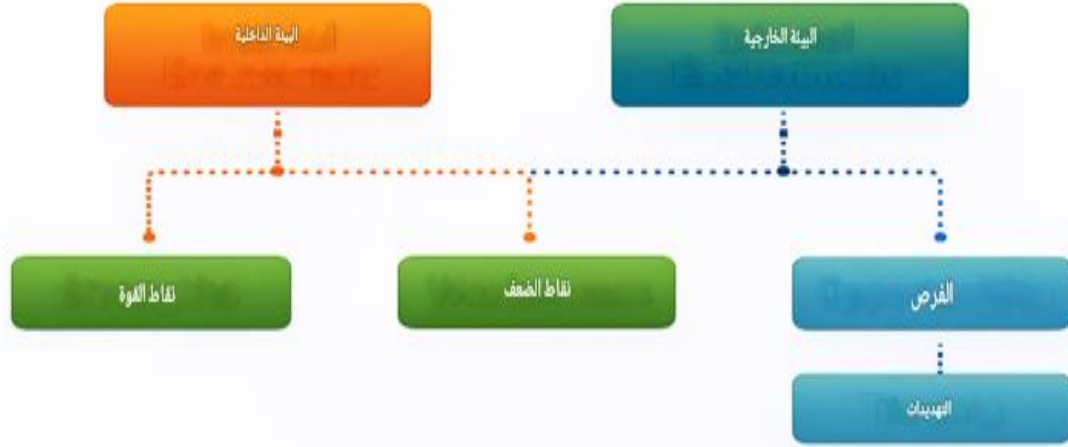 البيئة الخارجية
البيئة الداخلية
الفرص
نقاط الضعف
نقاط القوة
التهديدات